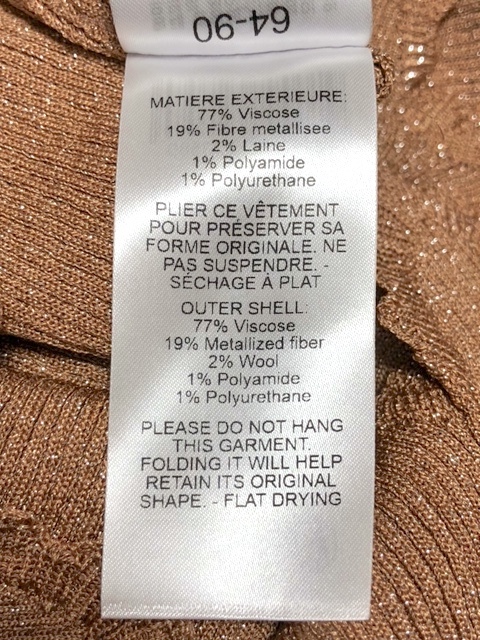 64-90
MATIERE EXTERIEURE:
77% Viscose
19% Fibre metallisee
2% Laine
1% Polyamide
1% Polyurethane
PLIER CE VÊTEMENT
POUR PRÉSERVER SA
FORME ORIGINALE. NE
PAS SUSPENDRE. -
SÉCHAGE À PLAT
OUTER SHELL:
77% Viscose
19% Metallized fiber
2% Wool
1% Polyamide
1% Polyurethane
PLEASE DO NOT HANG
THIS GARMENT.
FOLDING IT WILL HELP
RETAIN ITS ORIGINAL
SHAPE. - FLAT DRYING